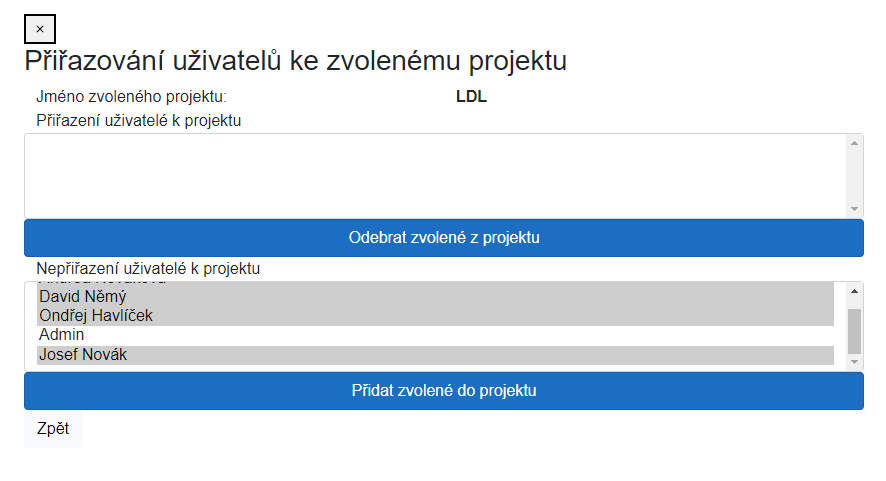 ×
Přiřazování uživatelů ke zvolenému projektu
Jméno zvoleného projektu: LDL
Přiřazení uživatelé k projektu
Odebrat zvolené z projektu
Nepřiřazení uživatelé k projektu
David Němý
Ondřej Havlíček
Admin
Josef Novák
Přidat zvolené do projektu
Zpět